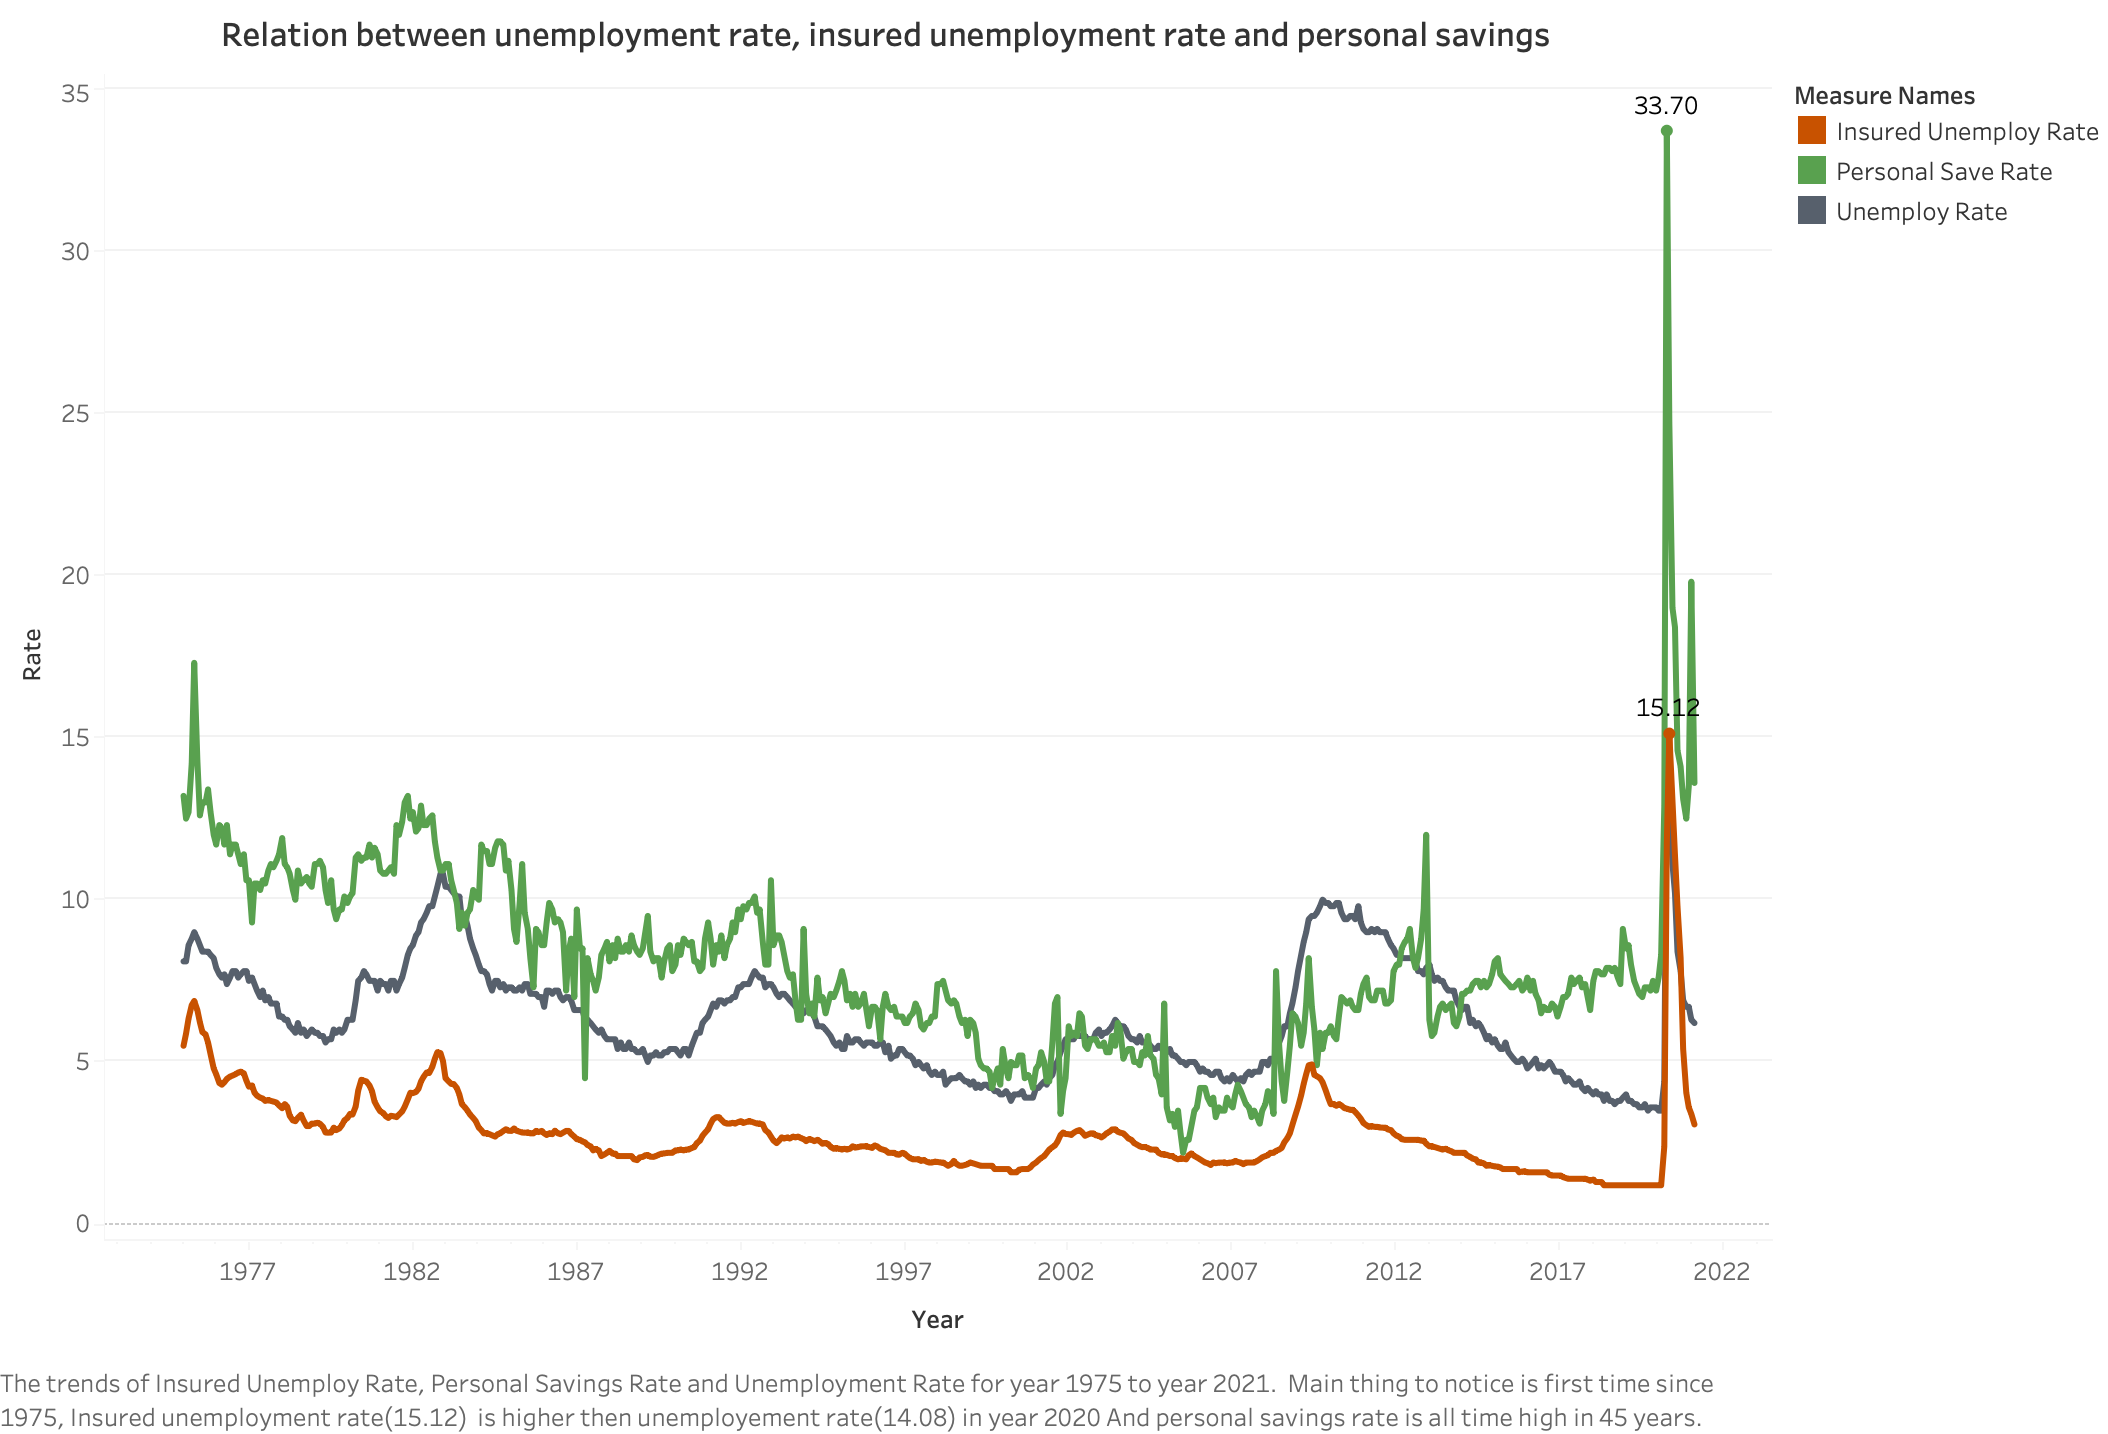 Relation between unemployment rate, insured unemployment rate and personal savings
Measure Names
Insured Unemploy Rate
Personal Save Rate
Unemploy Rate
33.70
15.12
35
30
25
20
15
10
5
0
Rate
1977 1982 1987 1992 1997 2002 2007 2012 2017 2022
Year
The trends of Insured Unemploy Rate, Personal Savings Rate and Unemployment Rate for year 1975 to year 2021.  Main thing to notice is first time since
1975, Insured unemployment rate(15.12)  is higher then unemployement rate(14.08) in year 2020 And personal savings rate is all time high in 45 years.